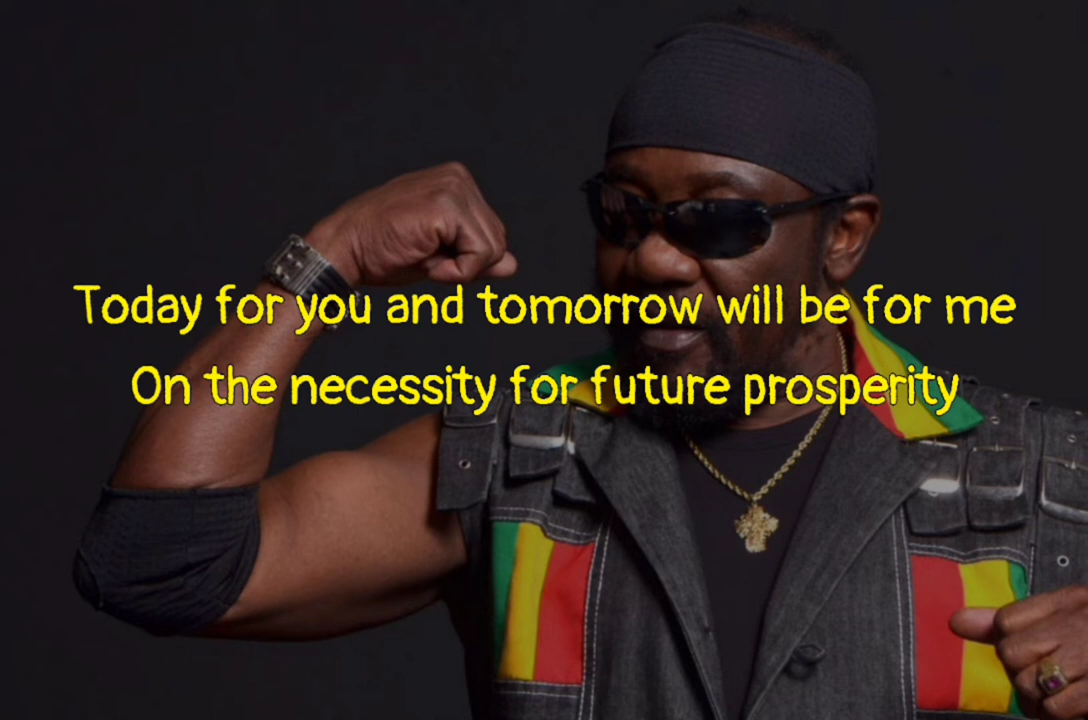 Today for you and tomorrow will be for me
On the necessity for future prosperity